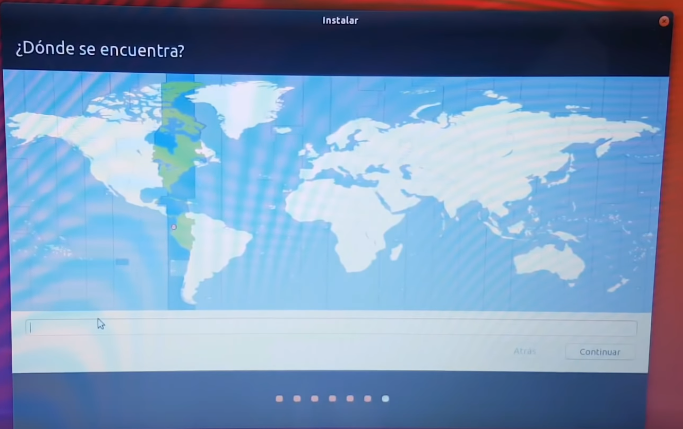 Instalar
¿Dónde se encuentra?
Atrás
Continuar